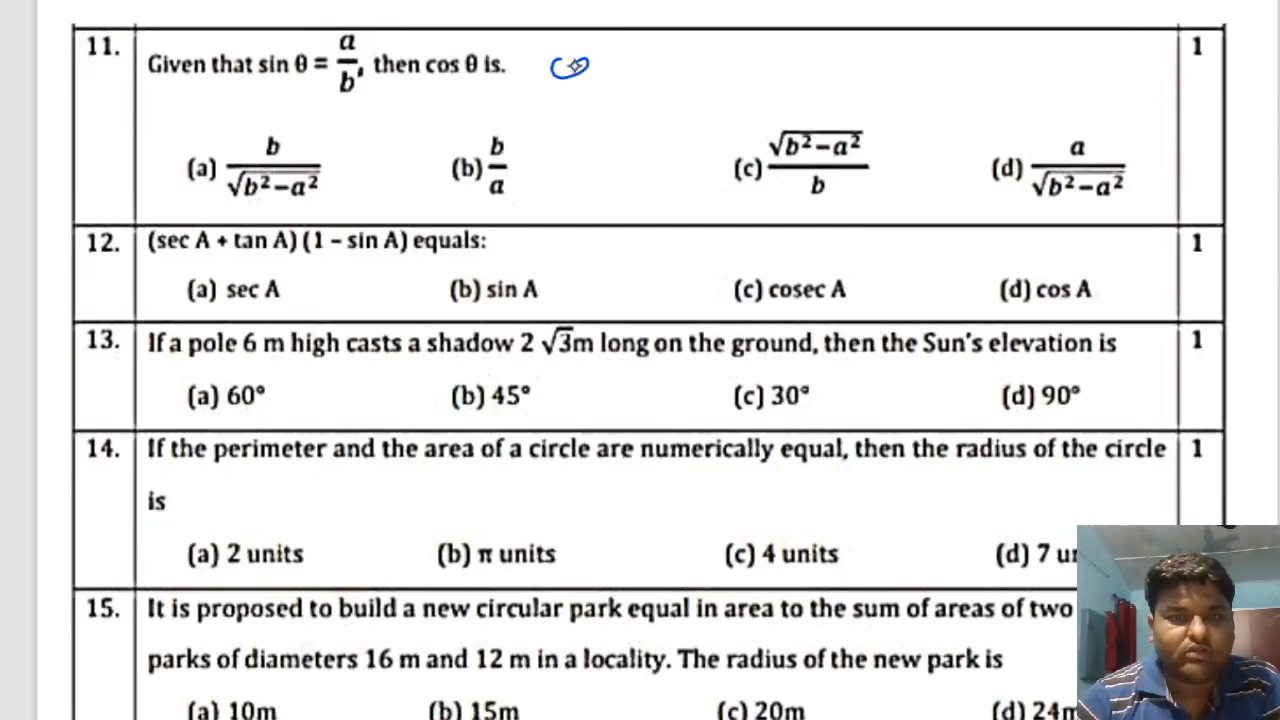 11. Given that sin θ = a/b, then cos θ is. 1
(a) b/√b²−a² (b) b/a (c) √b²−a²/b (d) a/√b²−a²
12. (sec A + tan A) (1 – sin A) equals: 1
(a) sec A (b) sin A (c) cosec A (d) cos A
13. If a pole 6 m high casts a shadow 2 √3m long on the ground, then the Sun's elevation is 1
(a) 60° (b) 45° (c) 30° (d) 90°
14. If the perimeter and the area of a circle are numerically equal, then the radius of the circle 1
is
(a) 2 units (b) π units (c) 4 units (d) 7
15. It is proposed to build a new circular park equal in area to the sum of areas of two
parks of diameters 16 m and 12 m in a locality. The radius of the new park is
(a) 10m (b) 15m (c) 20m (d) 24m